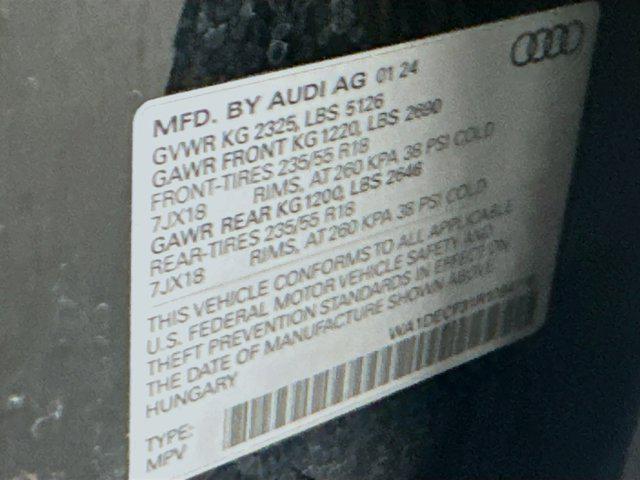 MFD. BY AUDI AG 01 24
GVWR KG 2325, LBS 5126
GAWR FRONT KG 1220, LBS 2690
FRONT-TIRES 235/55 R18
7JX18 RIMS, AT 260 KPA 38 PSI COLD
GAWR REAR KG 1200, LBS 2646
REAR-TIRES 235/55 R18
7JX18 RIMS, AT 260 KPA 38 PSI COLD
THIS VEHICLE CONFORMS TO ALL APPLICABLE
U.S. FEDERAL MOTOR VEHICLE SAFETY AND
THEFT PREVENTION STANDARDS IN EFFECT ON
THE DATE OF MANUFACTURE SHOWN ABOVE.
HUNGARY
TYPE:
MPV